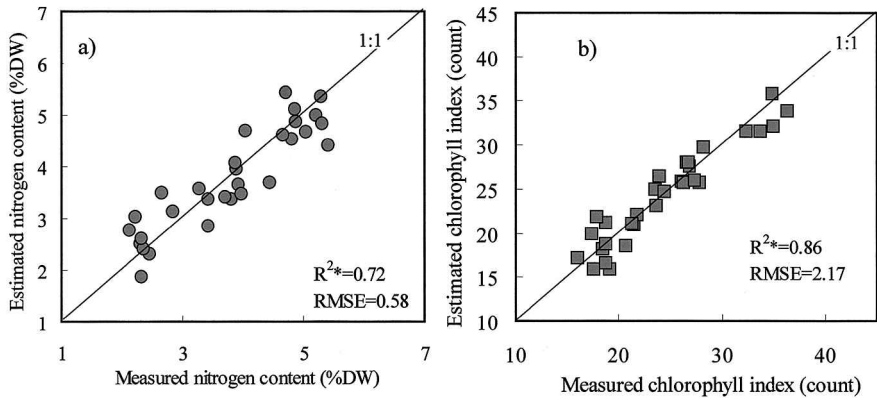 a)
1:1
Estimated nitrogen content (%DW)
7
6
5
4
3
2
1
R²*=0.72
RMSE=0.58
1 3 5 7
Measured nitrogen content (%DW)
b)
1:1
Estimated chlorophyll index (count)
45
40
35
30
25
20
15
10
R²*=0.86
RMSE=2.17
10 20 30 40
Measured chlorophyll index (count)